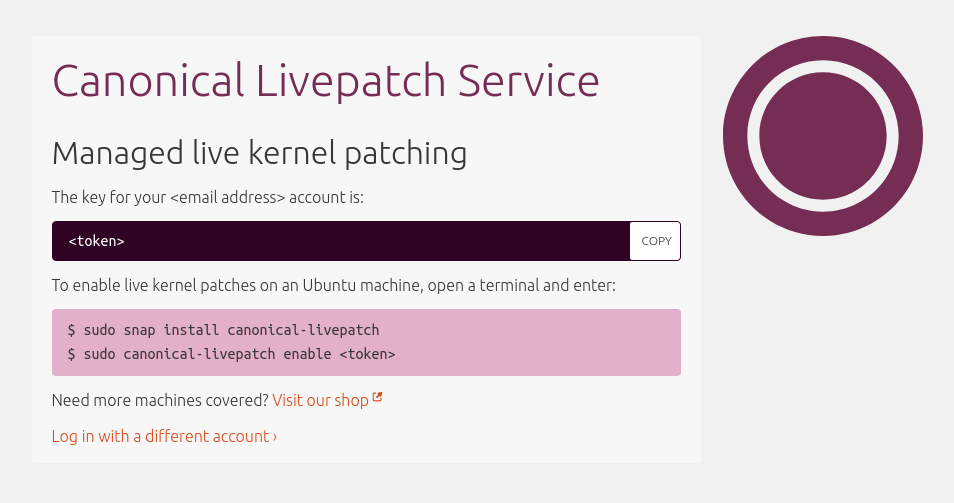 Canonical Livepatch Service
Managed live kernel patching
The key for your <email address> account is:
<token>
COPY
To enable live kernel patches on an Ubuntu machine, open a terminal and enter:
$ sudo snap install canonical-livepatch
$ sudo canonical-livepatch enable <token>
Need more machines covered? Visit our shop
Log in with a different account ›